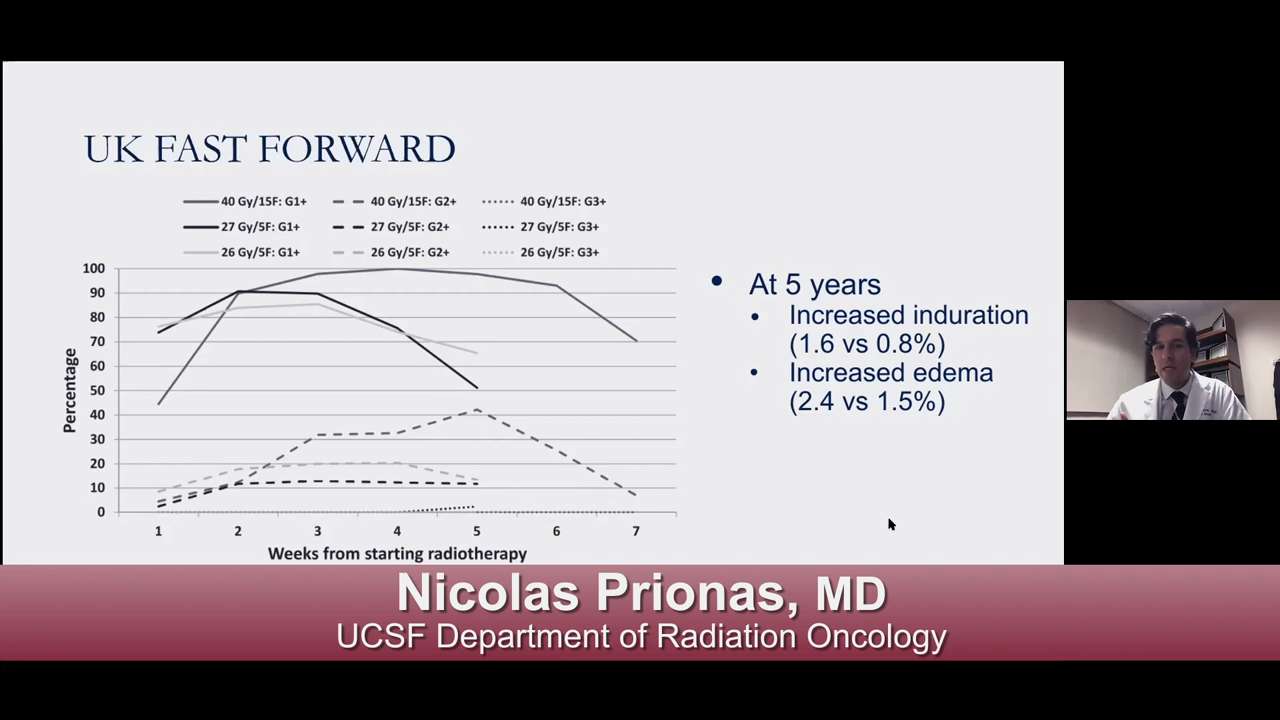 UK FAST FORWARD
40 Gy/15F: G1+ 40 Gy/15F: G2+ 40 Gy/15F: G3+
27 Gy/5F: G1+ 27 Gy/5F: G2+ 27 Gy/5F: G3+
26 Gy/5F: G1+ 26 Gy/5F: G2+ 26 Gy/5F: G3+
100
90
80
70
60
50
40
30
20
10
0
Percentage
1 2 3 4 5 6 7
Weeks from starting radiotherapy
• At 5 years
• Increased induration
(1.6 vs 0.8%)
• Increased edema
(2.4 vs 1.5%)
Nicolas Prionas, MD
UCSF Department of Radiation Oncology